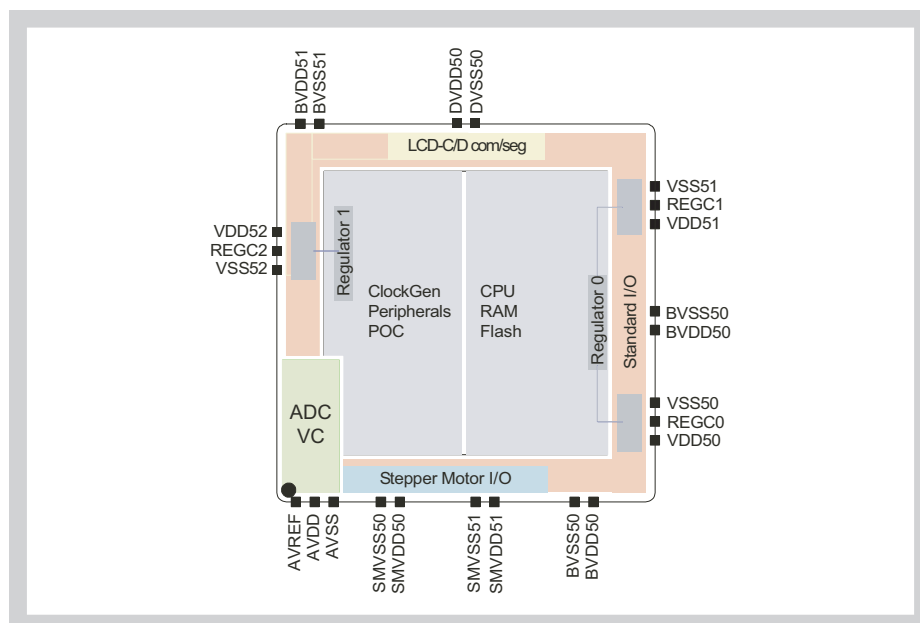 BVDD51
BVSS51
DVDD50
DVSS50
LCD-C/D com/seg
VSS51
REGC1
VDD51
VDD52
REGC2
VSS52
Regulator 1
ClockGen
Peripherals
POC
CPU
RAM
Flash
Regulator 0
Standard I/O
BVSS50
BVDD50
VSS50
REGC0
VDD50
ADC
VC
Stepper Motor I/O
AVREF
AVDD
AVSS
SMVSS50
SMVDD50
SMVSS51
SMVDD51
BVSS50
BVDD50